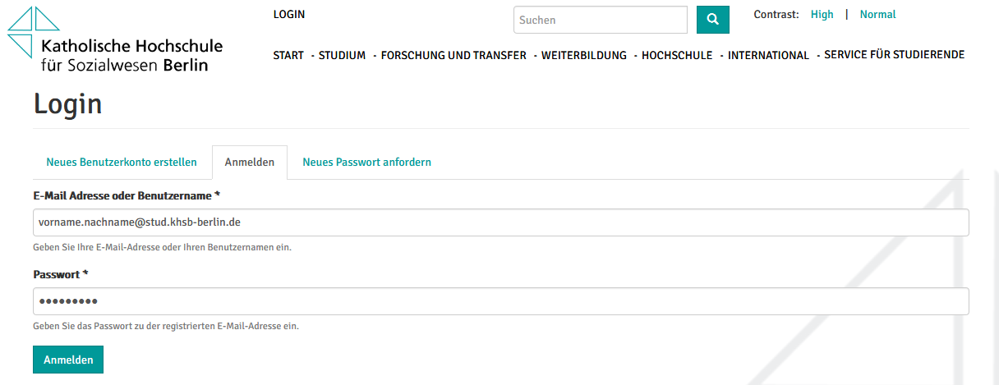 Katholische Hochschule
für Sozialwesen Berlin
LOGIN
Suchen
Contrast: High | Normal
START - STUDIUM - FORSCHUNG UND TRANSFER - WEITERBILDUNG - HOCHSCHULE - INTERNATIONAL - SERVICE FÜR STUDIERENDE
Login
Neues Benutzerkonto erstellen Anmelden Neues Passwort anfordern
E-Mail Adresse oder Benutzername *
vorname.nachname@stud.khsb-berlin.de
Geben Sie Ihre E-Mail-Adresse oder Ihren Benutzernamen ein.
Passwort *
•••••••••
Geben Sie das Passwort zu der registrierten E-Mail-Adresse ein.
Anmelden